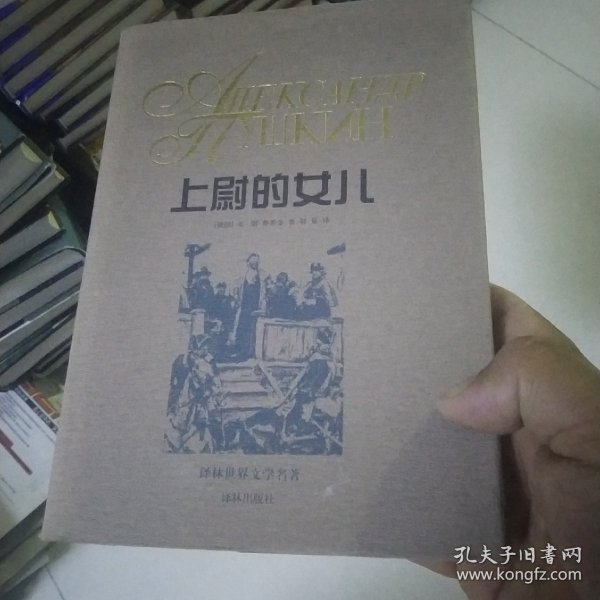 Александр
Пушкин
上尉的女儿
译林世界文学名著
译林出版社
孔夫子旧书网
www.kongfz.com